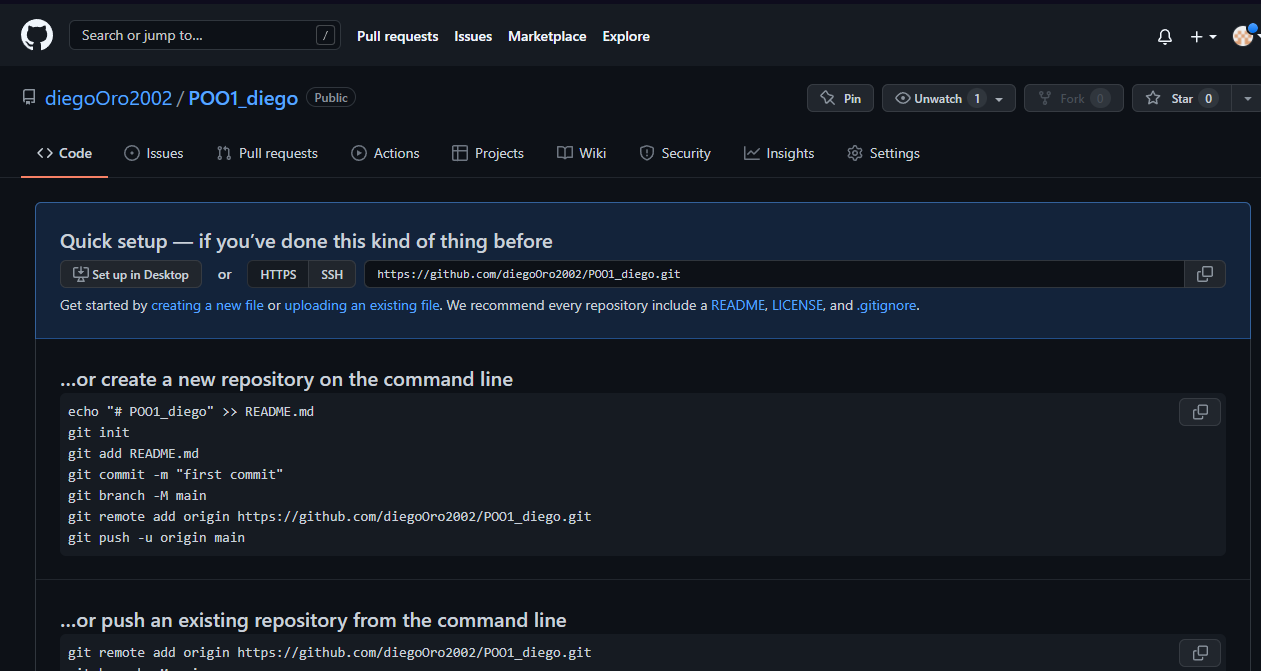 Search or jump to... /
Pull requests Issues Marketplace Explore
diegoOro2002 / POO1_diego Public
Pin Unwatch 1 Fork 0 Star 0
Code Issues Pull requests Actions Projects Wiki Security Insights Settings
Quick setup — if you've done this kind of thing before
Set up in Desktop or HTTPS SSH https://github.com/diegoOro2002/POO1_diego.git
Get started by creating a new file or uploading an existing file. We recommend every repository include a README, LICENSE, and .gitignore.
…or create a new repository on the command line
echo "# POO1_diego" >> README.md
git init
git add README.md
git commit -m "first commit"
git branch -M main
git remote add origin https://github.com/diegoOro2002/POO1_diego.git
git push -u origin main
…or push an existing repository from the command line
git remote add origin https://github.com/diegoOro2002/POO1_diego.git